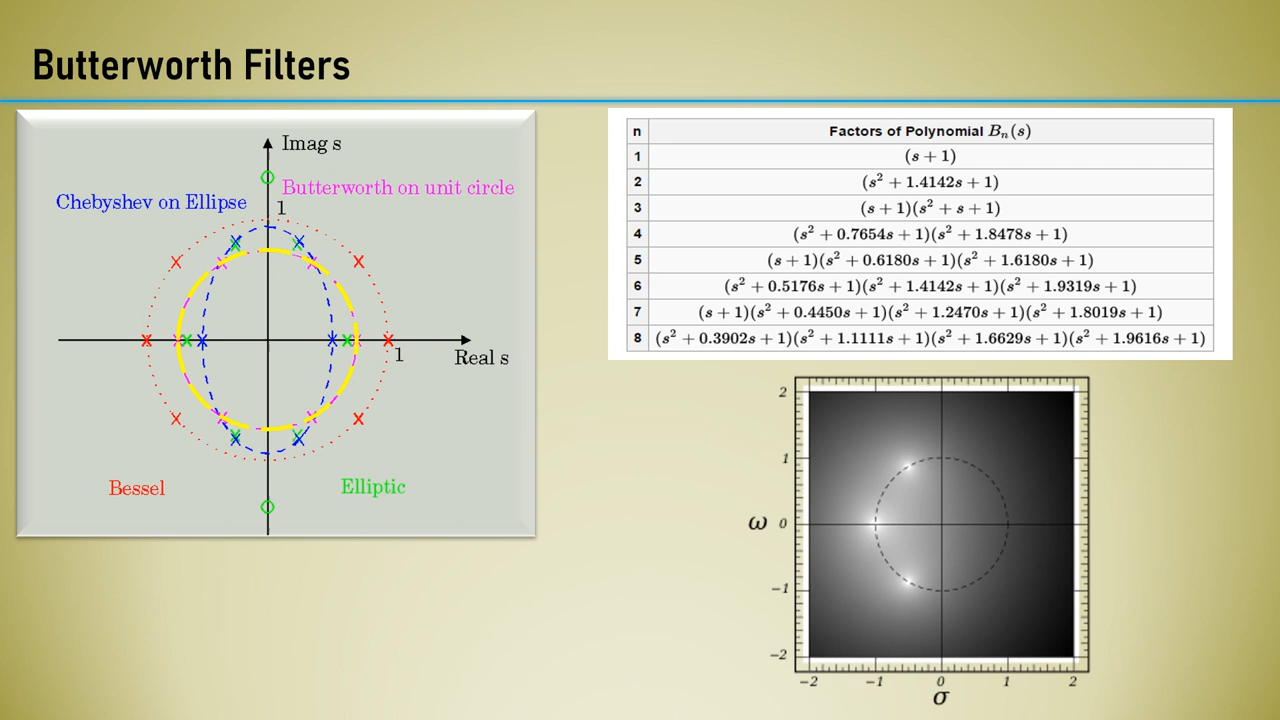 Butterworth Filters
Imag s
Butterworth on unit circle
Chebyshev on Ellipse
1
1
Real s
Bessel
Elliptic
n Factors of Polynomial Bₙ(s)
1 (s + 1)
2 (s² + 1.4142s + 1)
3 (s + 1)(s² + s + 1)
4 (s² + 0.7654s + 1)(s² + 1.8478s + 1)
5 (s + 1)(s² + 0.6180s + 1)(s² + 1.6180s + 1)
6 (s² + 0.5176s + 1)(s² + 1.4142s + 1)(s² + 1.9319s + 1)
7 (s + 1)(s² + 0.4450s + 1)(s² + 1.2470s + 1)(s² + 1.8019s + 1)
8 (s² + 0.3902s + 1)(s² + 1.1111s + 1)(s² + 1.6629s + 1)(s² + 1.9616s + 1)
2
1
ω 0
−1
−2
−2 −1 0 1 2
σ